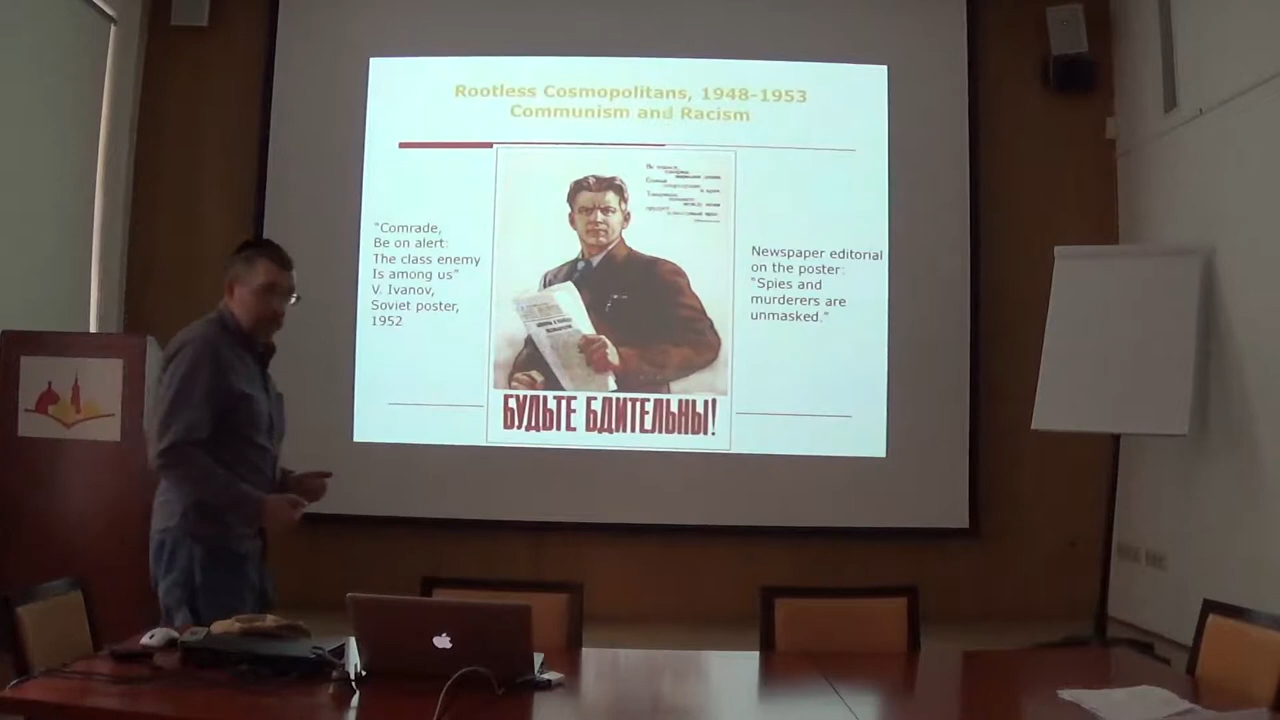 Rootless Cosmopolitans, 1948-1953
Communism and Racism
"Comrade,
Be on alert:
The class enemy
Is among us"
V. Ivanov,
Soviet poster,
1952
БУДЬТЕ БДИТЕЛЬНЫ!
Newspaper editorial
on the poster:
"Spies and
murderers are
unmasked."